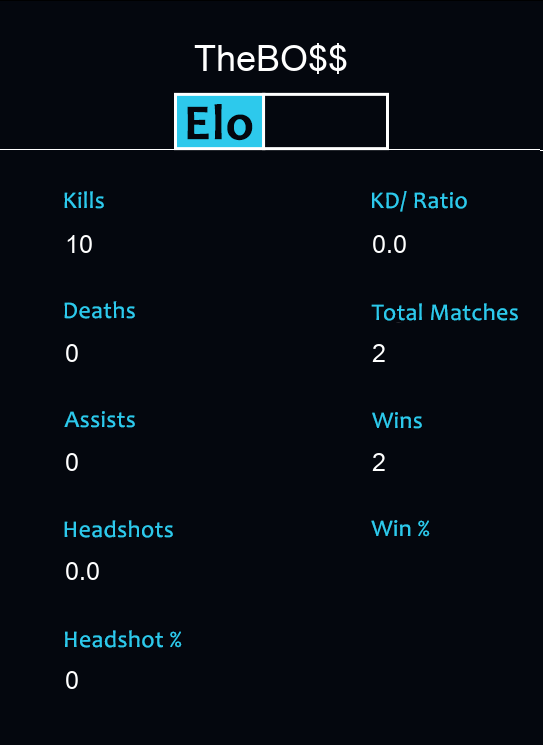 TheBO$$
Elo
Kills
10
KD/ Ratio
0.0
Deaths
0
Total Matches
2
Assists
0
Wins
2
Headshots
0.0
Win %
Headshot %
0